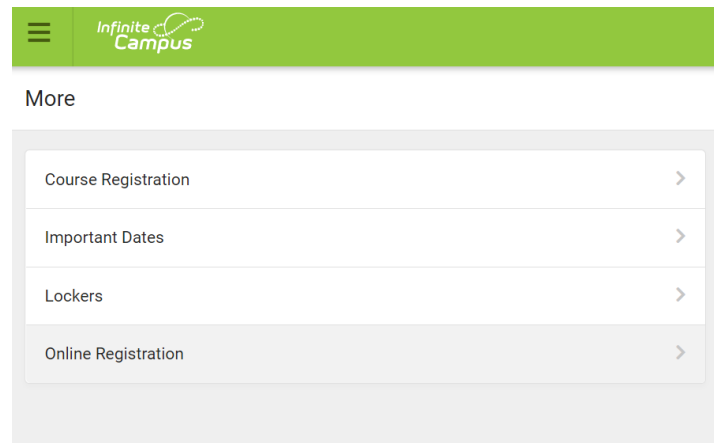 Infinite
Campus
More
Course Registration
Important Dates
Lockers
Online Registration